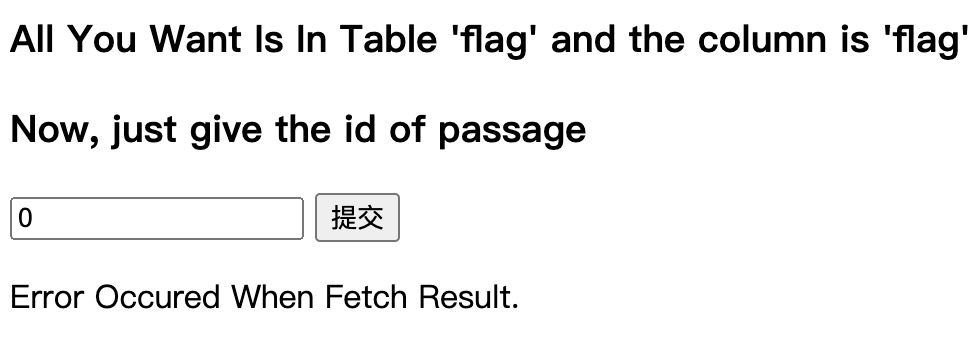 All You Want Is In Table 'flag' and the column is 'flag'
Now, just give the id of passage
0 提交
Error Occured When Fetch Result.